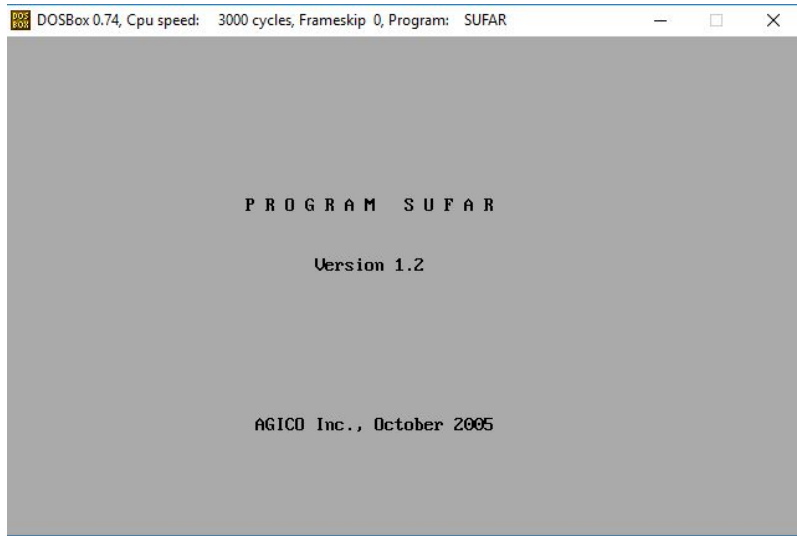 DOSBox 0.74, Cpu speed: 3000 cycles, Frameskip 0, Program: SUFAR
P R O G R A M S U F A R
Version 1.2
AGICO Inc., October 2005